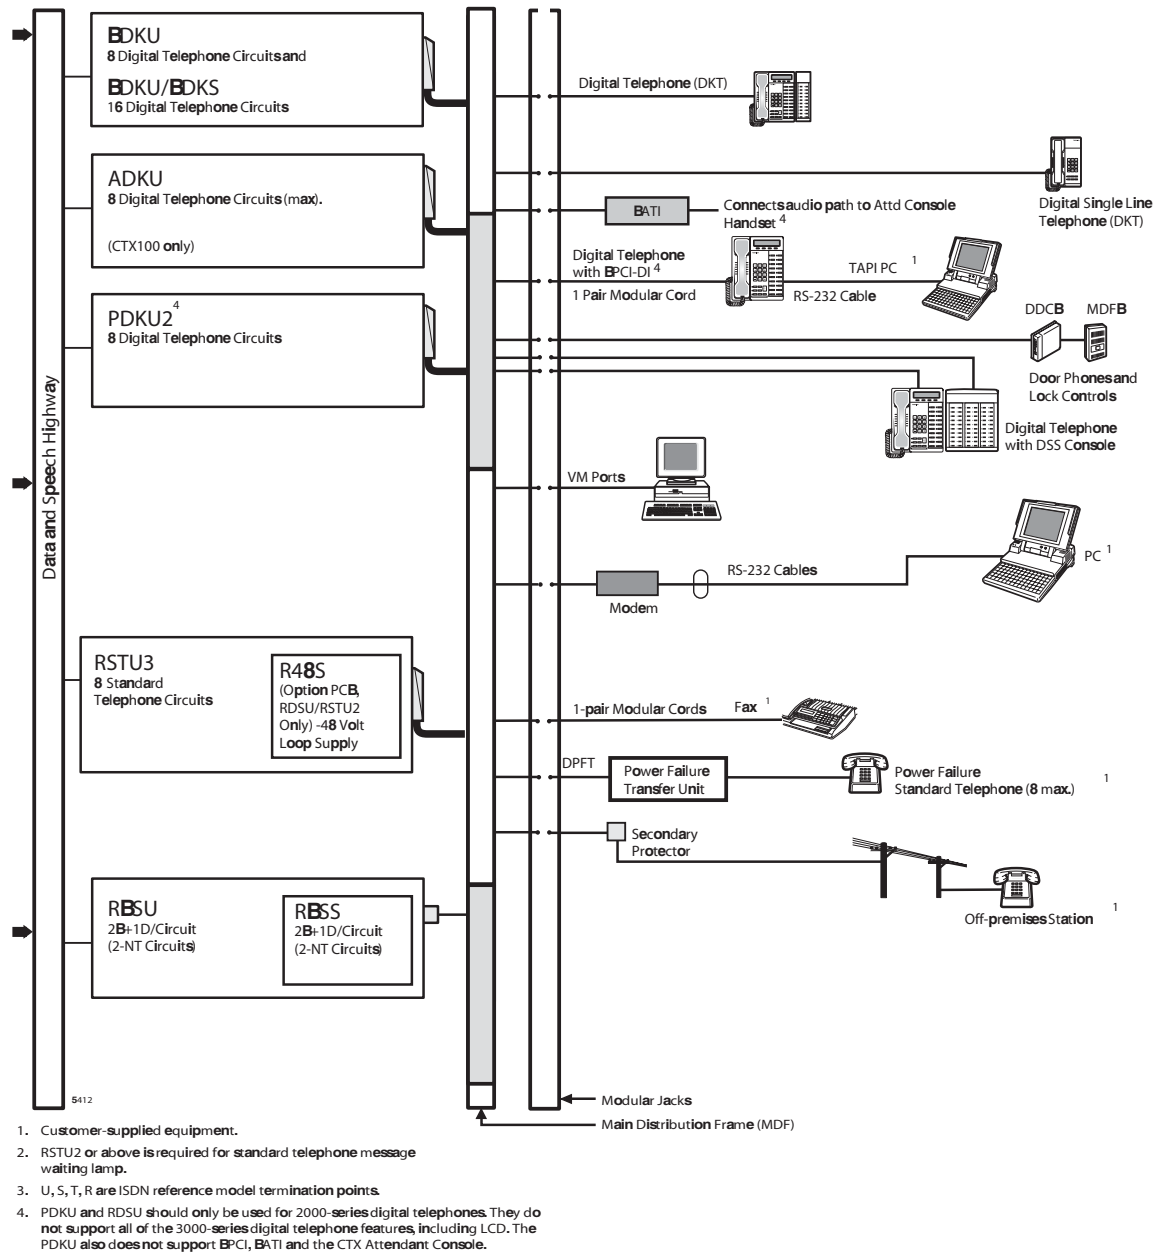 BDKU
8 Digital Telephone Circuits and
BDKU/BDKS
16 Digital Telephone Circuits
Digital Telephone (DKT)
ADKU
8 Digital Telephone Circuits (max).
(CTX100 only)
BATI
Connects audio path to Attd Console
Handset 4
Digital Single Line
Telephone (DKT)
Digital Telephone
with BPCI-DI 4
1 Pair Modular Cord
TAPI PC 1
RS-232 Cable
PDKU2 4
8 Digital Telephone Circuits
DDCB MDFB
Door Phones and
Lock Controls
Digital Telephone
with DSS Console
Data and Speech Highway
VM Ports
PC 1
RS-232 Cables
Modem
RSTU3
8 Standard
Telephone Circuits
R48S
(Option PCB,
RDSU/RSTU2
Only) -48 Volt
Loop Supply
1-pair Modular Cords Fax 1
DPFT
Power Failure
Transfer Unit
Power Failure
Standard Telephone (8 max.) 1
Secondary
Protector
Off-premises Station 1
RBSU
2B+1D/Circuit
(2-NT Circuits)
RBSS
2B+1D/Circuit
(2-NT Circuits)
5412
Modular Jacks
Main Distribution Frame (MDF)
1. Customer-supplied equipment.
2. RSTU2 or above is required for standard telephone message
waiting lamp.
3. U, S, T, R are ISDN reference model termination points.
4. PDKU and RDSU should only be used for 2000-series digital telephones. They do
not support all of the 3000-series digital telephone features, including LCD. The
PDKU also does not support BPCI, BATI and the CTX Attendant Console.